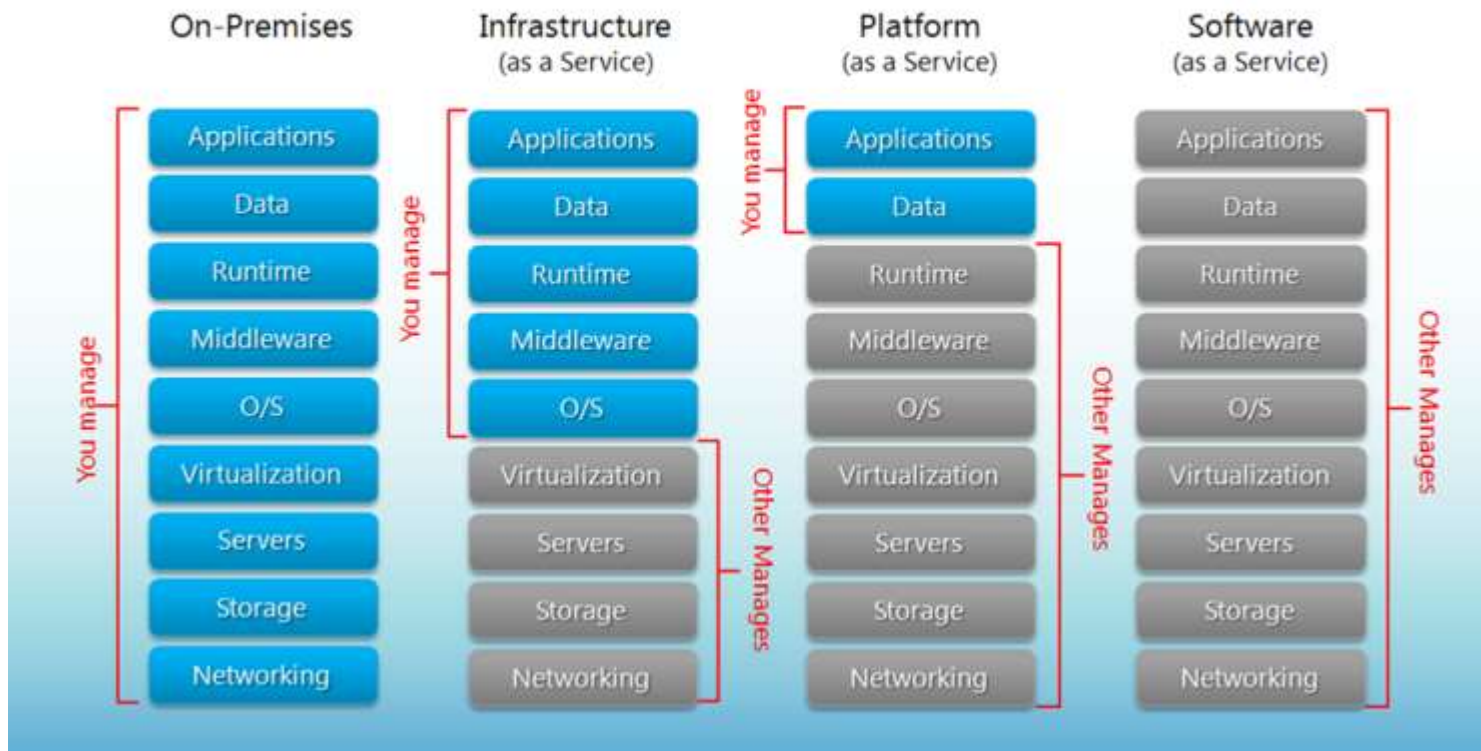 On-Premises
You manage
Applications
Data
Runtime
Middleware
O/S
Virtualization
Servers
Storage
Networking
Infrastructure
(as a Service)
You manage
Applications
Data
Runtime
Middleware
O/S
Virtualization
Servers
Storage
Networking
Other Manages
Platform
(as a Service)
You manage
Applications
Data
Runtime
Middleware
O/S
Virtualization
Servers
Storage
Networking
Other Manages
Software
(as a Service)
Applications
Data
Runtime
Middleware
O/S
Virtualization
Servers
Storage
Networking
Other Manages